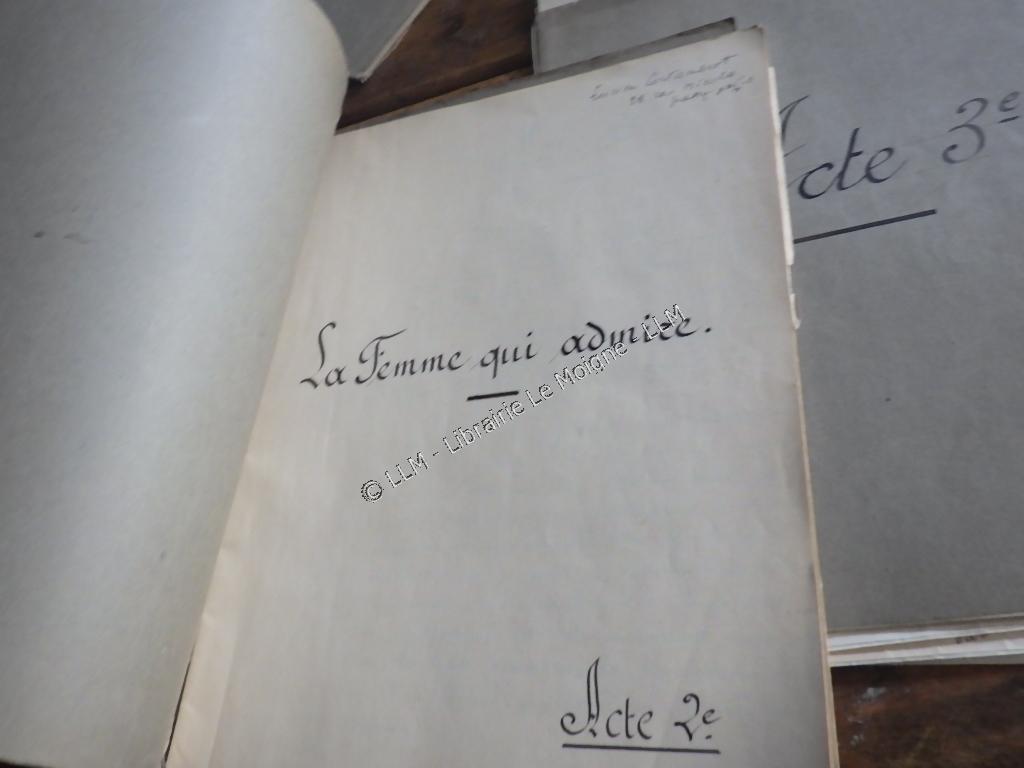 La Femme qui admire.
Acte 2e
Acte 3e
© LLM - Librairie Le Moigne LLM